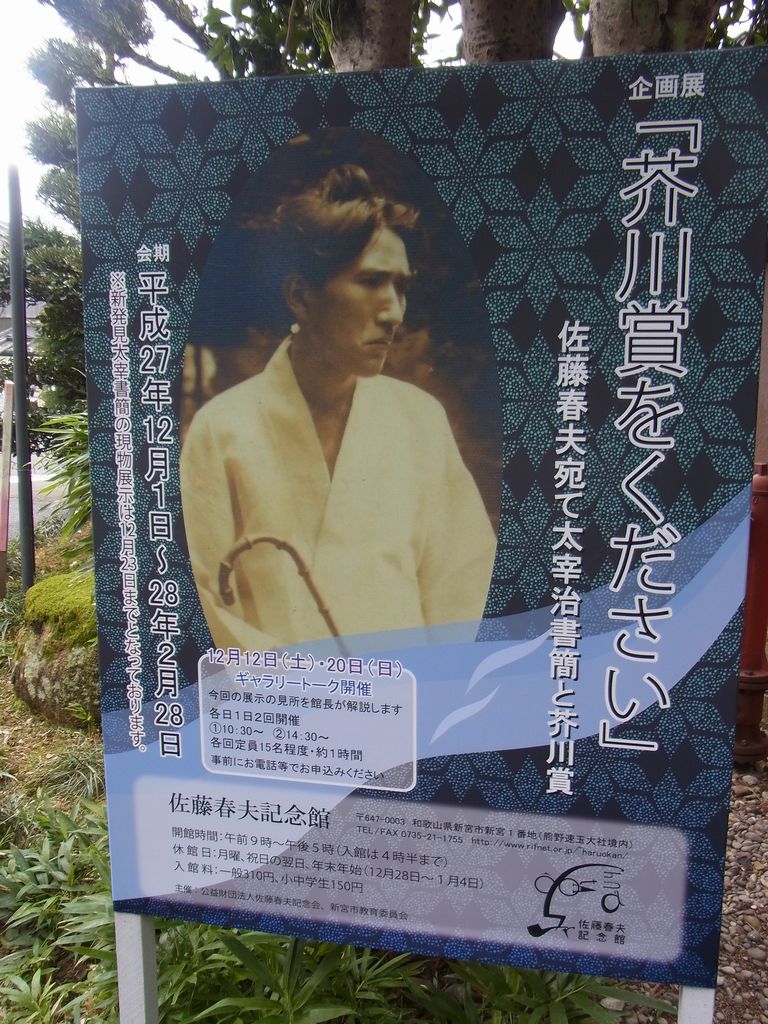 企画展
「芥川賞をください」
佐藤春夫宛て太宰治書簡と芥川賞
会期 平成27年12月1日～28年2月28日
※新発見太宰書簡の現物展示は12月23日までとなっております。
12月12日(土)・20日(日)
ギャラリートーク開催
今回の展示の見所を館長が解説します
各日1日2回開催
①10:30～ ②14:30～
各回定員15名程度・約1時間
事前にお電話等でお申込みください
佐藤春夫記念館
〒647-0003 和歌山県新宮市新宮1番地(熊野速玉大社境内)
TEL/FAX 0735-21-1755 http://www.rifnet.or.jp/~haruokan/
開館時間:午前9時～午後5時(入館は4時半まで)
休館日:月曜、祝日の翌日、年末年始(12月28日～1月4日)
入館料:一般310円、小中学生150円
主催:公益財団法人佐藤春夫記念会、新宮市教育委員会
佐藤春夫
記念館